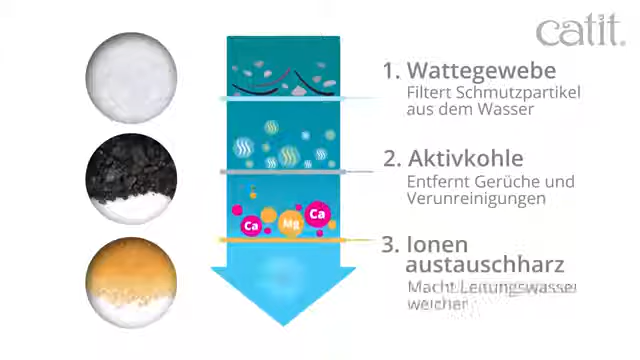 catit.
1. Wattegewebe
Filtert Schmutzpartikel
aus dem Wasser
2. Aktivkohle
Entfernt Gerüche und
Verunreinigungen
Ca
Mg
Ca
3. Ionen
austauschharz
Macht Leitungswasser
weicher